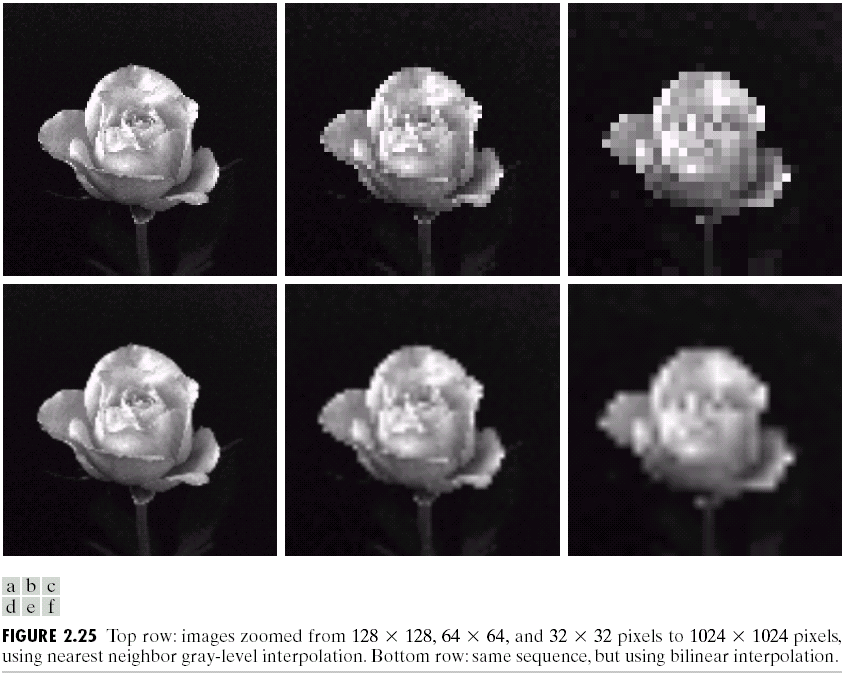 a b c
d e f
FIGURE 2.25 Top row: images zoomed from 128 × 128, 64 × 64, and 32 × 32 pixels to 1024 × 1024 pixels,
using nearest neighbor gray-level interpolation. Bottom row: same sequence, but using bilinear interpolation.